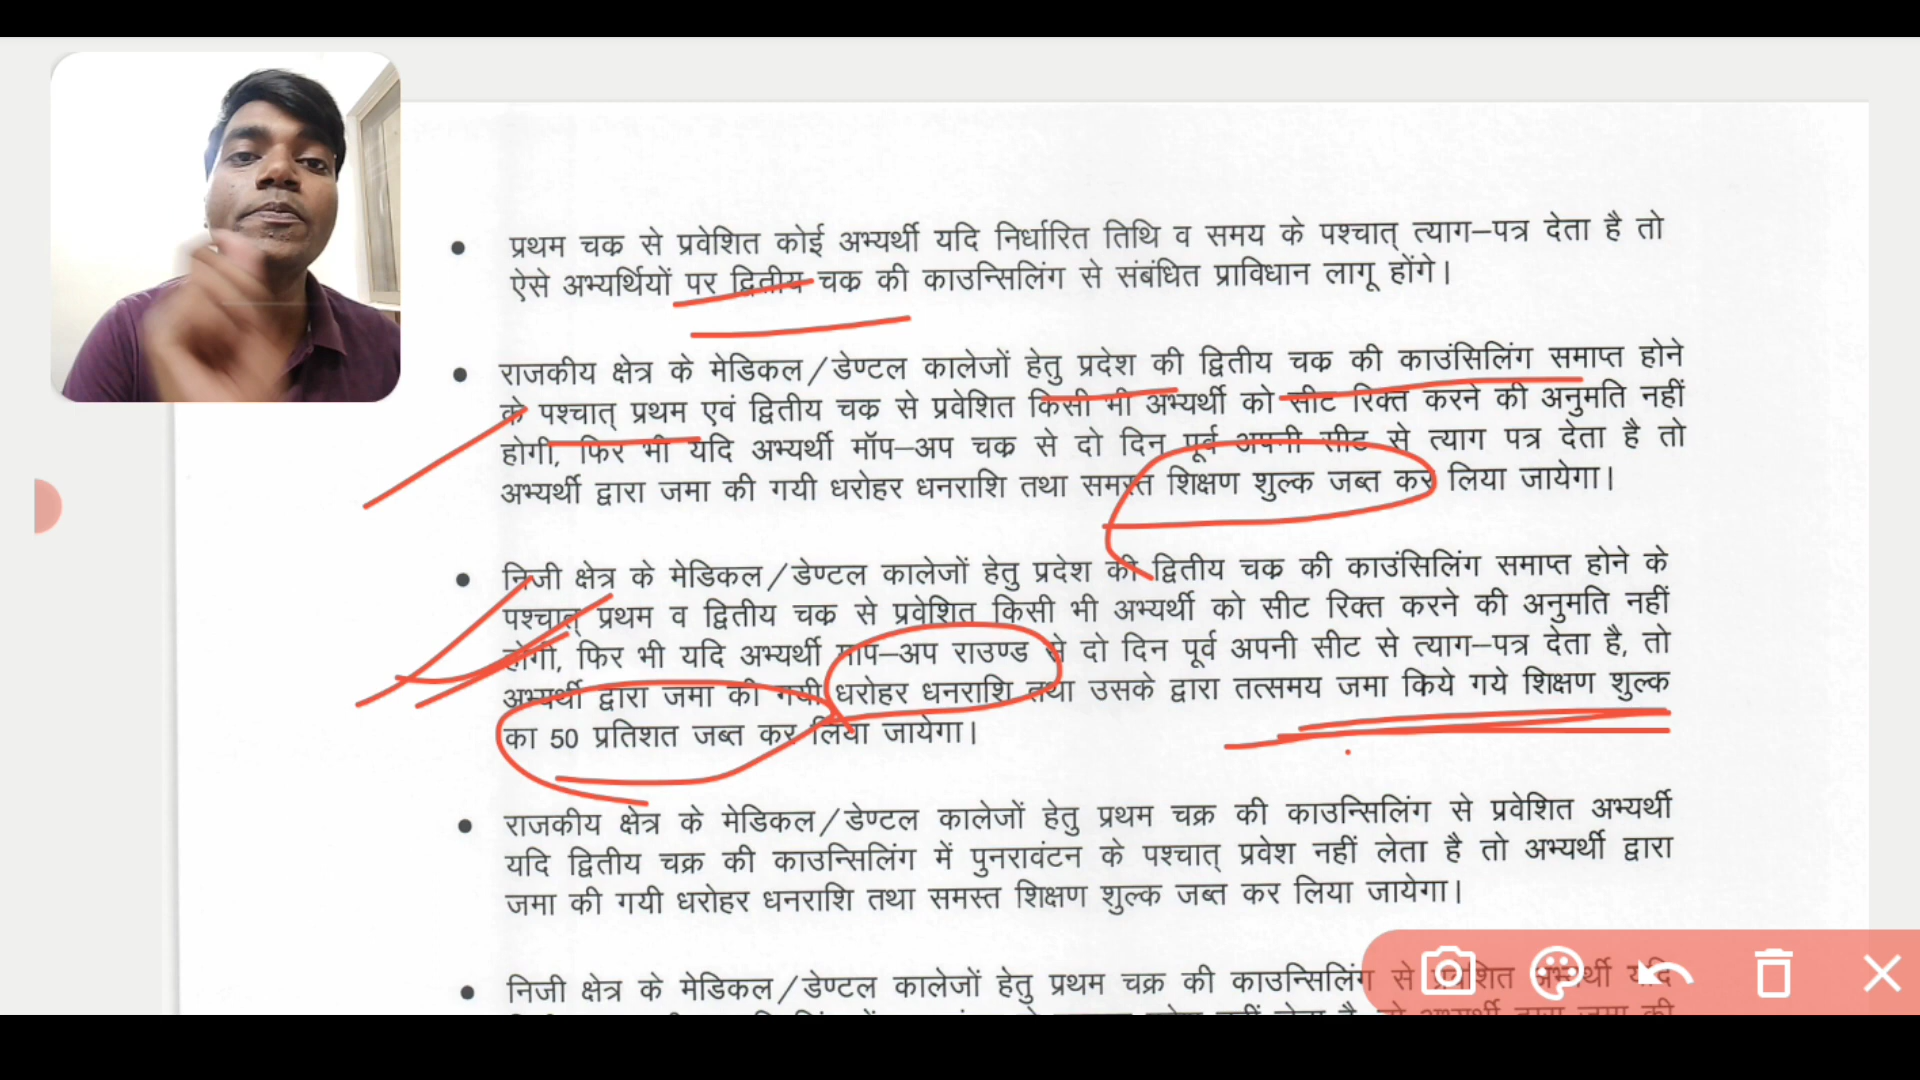 • प्रथम चक्र से प्रवेशित कोई अभ्यर्थी यदि निर्धारित तिथि व समय के पश्चात् त्याग–पत्र देता है तो
ऐसे अभ्यर्थियों पर द्वितीय चक्र की काउन्सिलिंग से संबंधित प्राविधान लागू होंगे।
• राजकीय क्षेत्र के मेडिकल/डेण्टल कालेजों हेतु प्रदेश की द्वितीय चक्र की काउंसिलिंग समाप्त होने
के पश्चात् प्रथम एवं द्वितीय चक्र से प्रवेशित किसी भी अभ्यर्थी को सीट रिक्त करने की अनुमति नहीं
होगी, फिर भी यदि अभ्यर्थी मॉप–अप चक्र से दो दिन पूर्व अपनी सीट से त्याग पत्र देता है तो
अभ्यर्थी द्वारा जमा की गयी धरोहर धनराशि तथा समस्त शिक्षण शुल्क जब्त कर लिया जायेगा।
• निजी क्षेत्र के मेडिकल/डेण्टल कालेजों हेतु प्रदेश की द्वितीय चक्र की काउंसिलिंग समाप्त होने के
पश्चात् प्रथम व द्वितीय चक्र से प्रवेशित किसी भी अभ्यर्थी को सीट रिक्त करने की अनुमति नहीं
होगी, फिर भी यदि अभ्यर्थी मॉप–अप राउण्ड से दो दिन पूर्व अपनी सीट से त्याग–पत्र देता है, तो
अभ्यर्थी द्वारा जमा की गयी धरोहर धनराशि तथा उसके द्वारा तत्समय जमा किये गये शिक्षण शुल्क
का 50 प्रतिशत जब्त कर लिया जायेगा।
• राजकीय क्षेत्र के मेडिकल/डेण्टल कालेजों हेतु प्रथम चक्र की काउन्सिलिंग से प्रवेशित अभ्यर्थी
यदि द्वितीय चक्र की काउन्सिलिंग में पुनरावंटन के पश्चात् प्रवेश नहीं लेता है तो अभ्यर्थी द्वारा
जमा की गयी धरोहर धनराशि तथा समस्त शिक्षण शुल्क जब्त कर लिया जायेगा।
• निजी क्षेत्र के मेडिकल/डेण्टल कालेजों हेतु प्रथम चक्र की काउन्सिलिंग से प्रवेशित अभ्यर्थी यदि